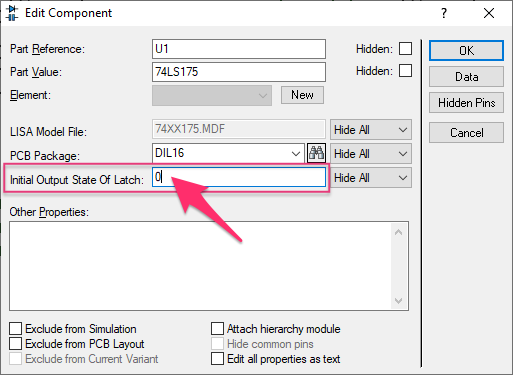 Edit Component
Part Reference: U1 Hidden: OK
Part Value: 74LS175 Hidden: Data
Element: New Hidden Pins
LISA Model File: 74XX175.MDF Hide All Cancel
PCB Package: DIL16 Hide All
Initial Output State Of Latch: 0 Hide All
Other Properties:
Exclude from Simulation Attach hierarchy module
Exclude from PCB Layout Hide common pins
Exclude from Current Variant Edit all properties as text